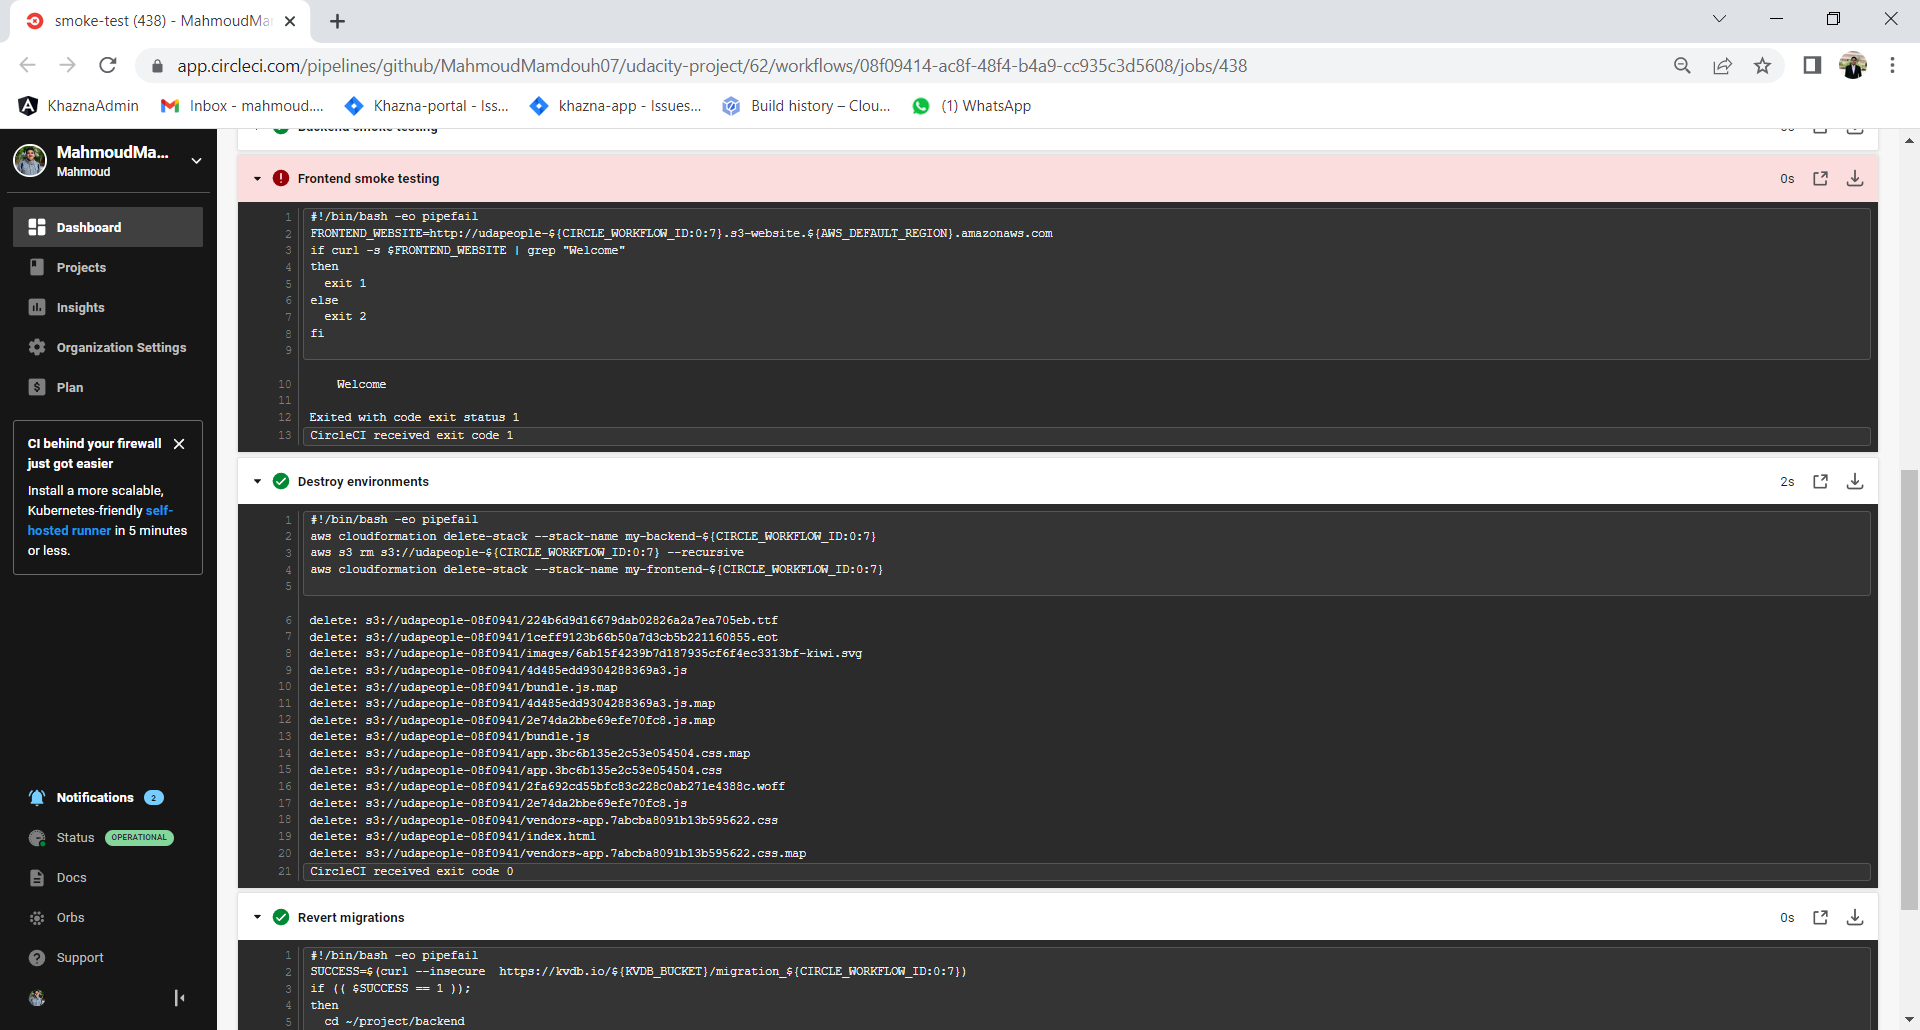 smoke-test (438) - MahmoudMa
app.circleci.com/pipelines/github/MahmoudMamdouh07/udacity-project/62/workflows/08f09414-ac8f-48f4-b4a9-cc935c3d5608/jobs/438
KhaznaAdmin
Inbox - mahmoud....
Khazna-portal - Iss...
khazna-app - Issues...
Build history – Clou...
(1) WhatsApp
MahmoudMa...
Mahmoud
Dashboard
Projects
Insights
Organization Settings
Plan
CI behind your firewall
just got easier
Install a more scalable,
Kubernetes-friendly self-
hosted runner in 5 minutes
or less.
Notifications 2
Status OPERATIONAL
Docs
Orbs
Support
Backend smoke testing
0s
Frontend smoke testing
0s
1 #!/bin/bash -eo pipefail
2 FRONTEND_WEBSITE=http://udapeople-${CIRCLE_WORKFLOW_ID:0:7}.s3-website.${AWS_DEFAULT_REGION}.amazonaws.com
3 if curl -s $FRONTEND_WEBSITE | grep "Welcome"
4 then
5 exit 1
6 else
7 exit 2
8 fi
9
10 Welcome
11
12 Exited with code exit status 1
13 CircleCI received exit code 1
Destroy environments
2s
1 #!/bin/bash -eo pipefail
2 aws cloudformation delete-stack --stack-name my-backend-${CIRCLE_WORKFLOW_ID:0:7}
3 aws s3 rm s3://udapeople-${CIRCLE_WORKFLOW_ID:0:7} --recursive
4 aws cloudformation delete-stack --stack-name my-frontend-${CIRCLE_WORKFLOW_ID:0:7}
5
6 delete: s3://udapeople-08f0941/224b6d9d16679dab02826a2a7ea705eb.ttf
7 delete: s3://udapeople-08f0941/1ceff9123b66b50a7d3cb5b221160855.eot
8 delete: s3://udapeople-08f0941/images/6ab15f4239b7d187935cf6f4ec3313bf-kiwi.svg
9 delete: s3://udapeople-08f0941/4d485edd9304288369a3.js
10 delete: s3://udapeople-08f0941/bundle.js.map
11 delete: s3://udapeople-08f0941/4d485edd9304288369a3.js.map
12 delete: s3://udapeople-08f0941/2e74da2bbe69efe70fc8.js.map
13 delete: s3://udapeople-08f0941/bundle.js
14 delete: s3://udapeople-08f0941/app.3bc6b135e2c53e054504.css.map
15 delete: s3://udapeople-08f0941/app.3bc6b135e2c53e054504.css
16 delete: s3://udapeople-08f0941/2fa692cd55bfc83c228c0ab271e4388c.woff
17 delete: s3://udapeople-08f0941/2e74da2bbe69efe70fc8.js
18 delete: s3://udapeople-08f0941/vendors~app.7abcba8091b13b595622.css
19 delete: s3://udapeople-08f0941/index.html
20 delete: s3://udapeople-08f0941/vendors~app.7abcba8091b13b595622.css.map
21 CircleCI received exit code 0
Revert migrations
0s
1 #!/bin/bash -eo pipefail
2 SUCCESS=$(curl --insecure https://kvdb.io/${KVDB_BUCKET}/migration_${CIRCLE_WORKFLOW_ID:0:7})
3 if (( $SUCCESS == 1 ));
4 then
5 cd ~/project/backend